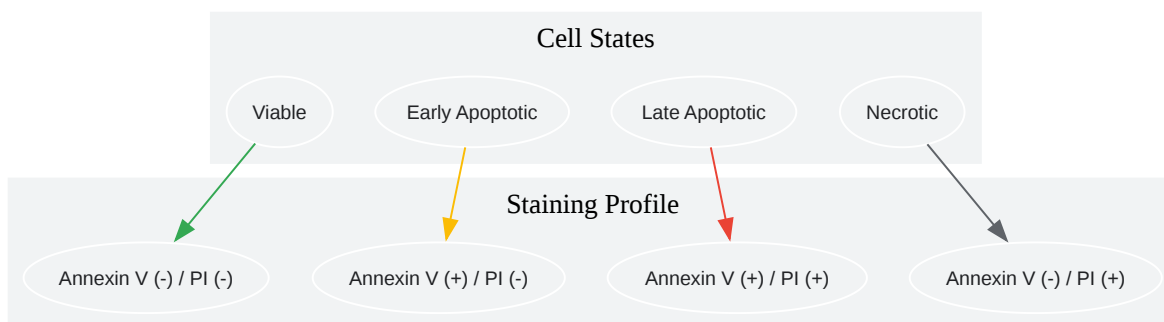 Cell States
Viable
Early Apoptotic
Late Apoptotic
Necrotic
Staining Profile
Annexin V (-) / PI (-)
Annexin V (+) / PI (-)
Annexin V (+) / PI (+)
Annexin V (-) / PI (+)